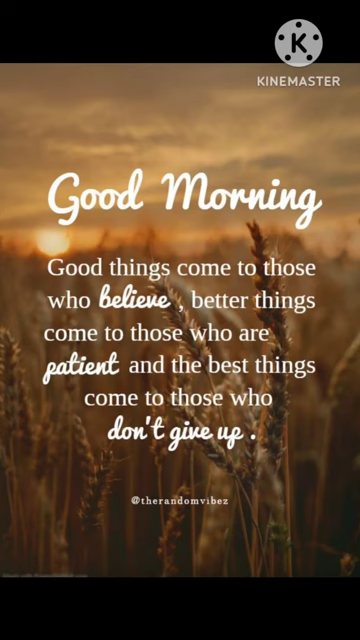 K
KINEMASTER
Good Morning
Good things come to those
who believe , better things
come to those who are
patient and the best things
come to those who
don't give up .
@therandomvibez